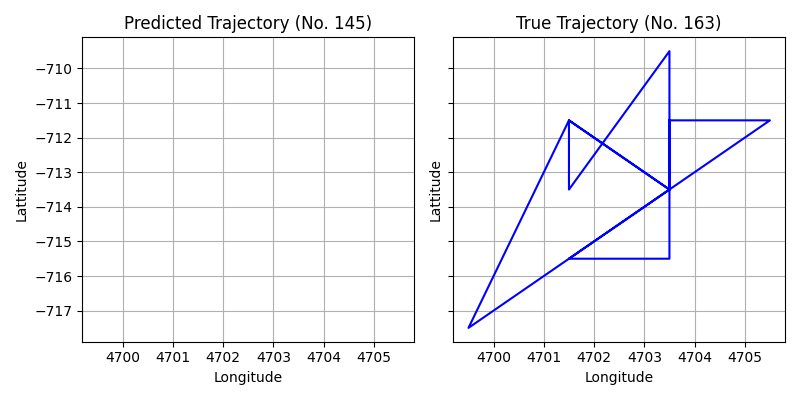 Predicted Trajectory (No. 145)
True Trajectory (No. 163)
−710
−711
−712
−713
−714
−715
−716
−717
Lattitude
Lattitude
4700 4701 4702 4703 4704 4705
4700 4701 4702 4703 4704 4705
Longitude
Longitude